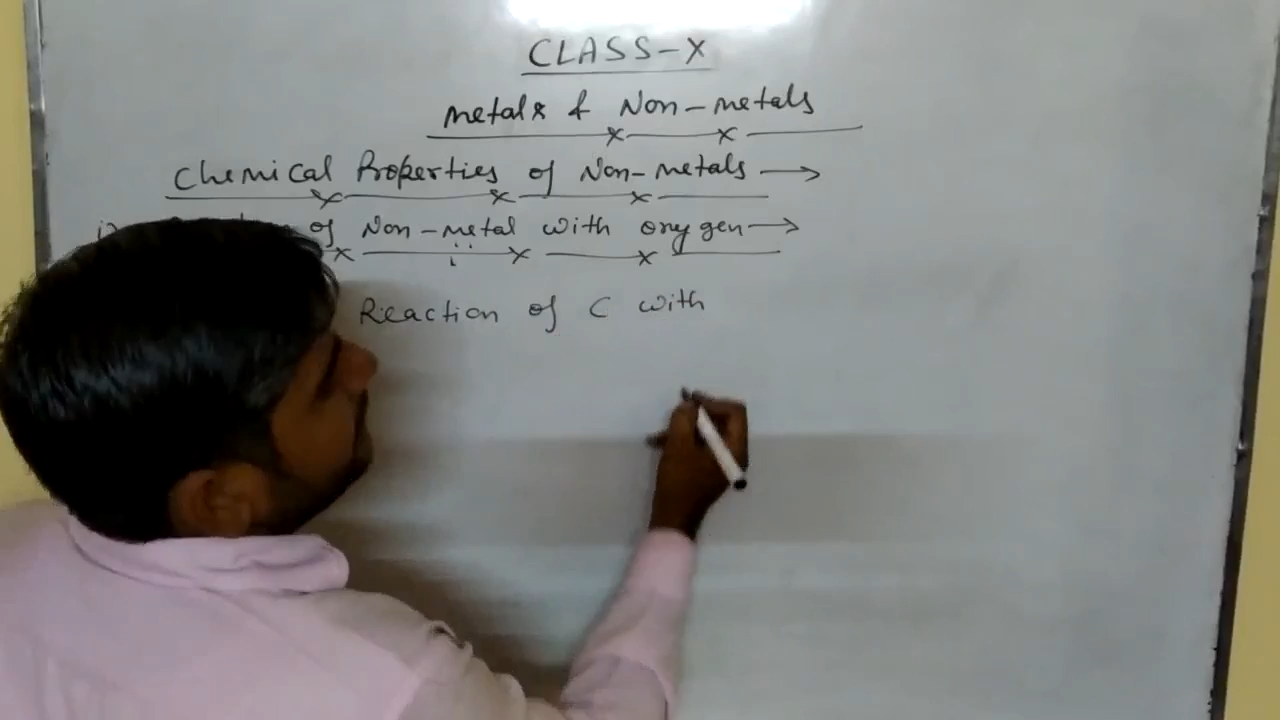 CLASS-X
Metals & Non-metals
Chemical Properties of Non-metals →
of Non-metal with oxygen →
Reaction of C with